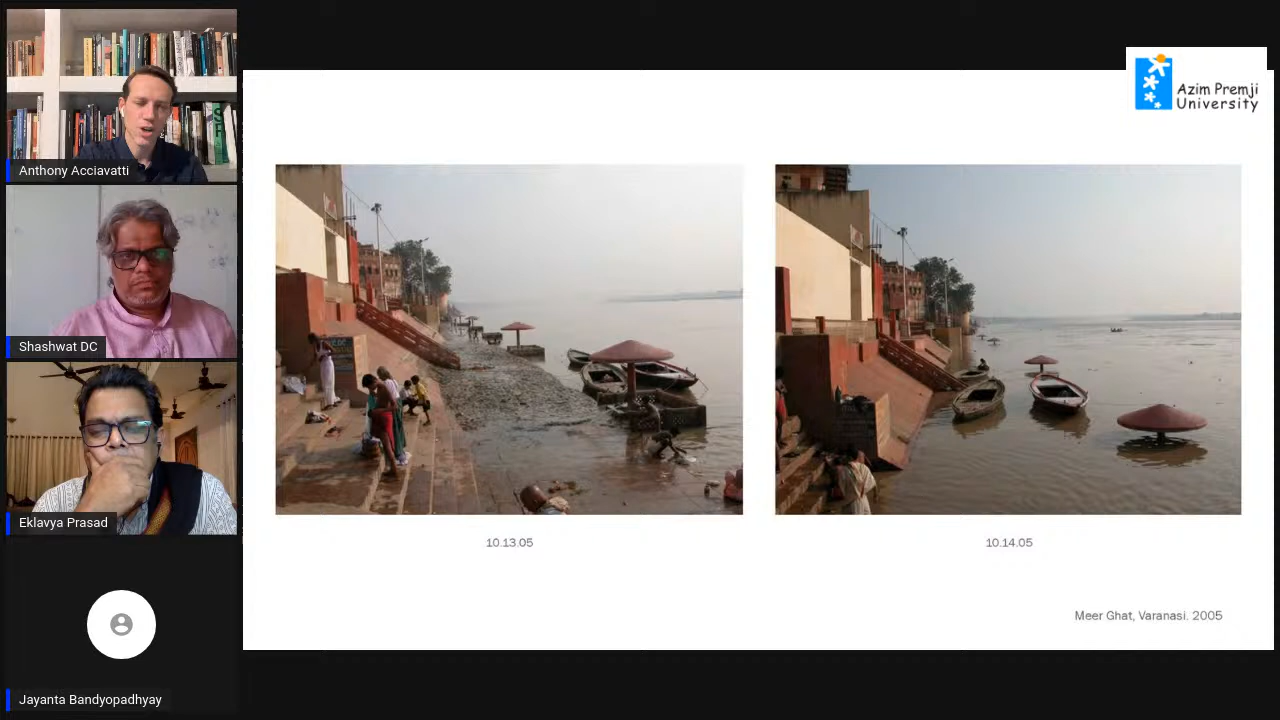 Anthony Acciavatti
Shashwat DC
Eklavya Prasad
Jayanta Bandyopadhyay
Azim Premji
University
10.13.05
10.14.05
Meer Ghat, Varanasi. 2005